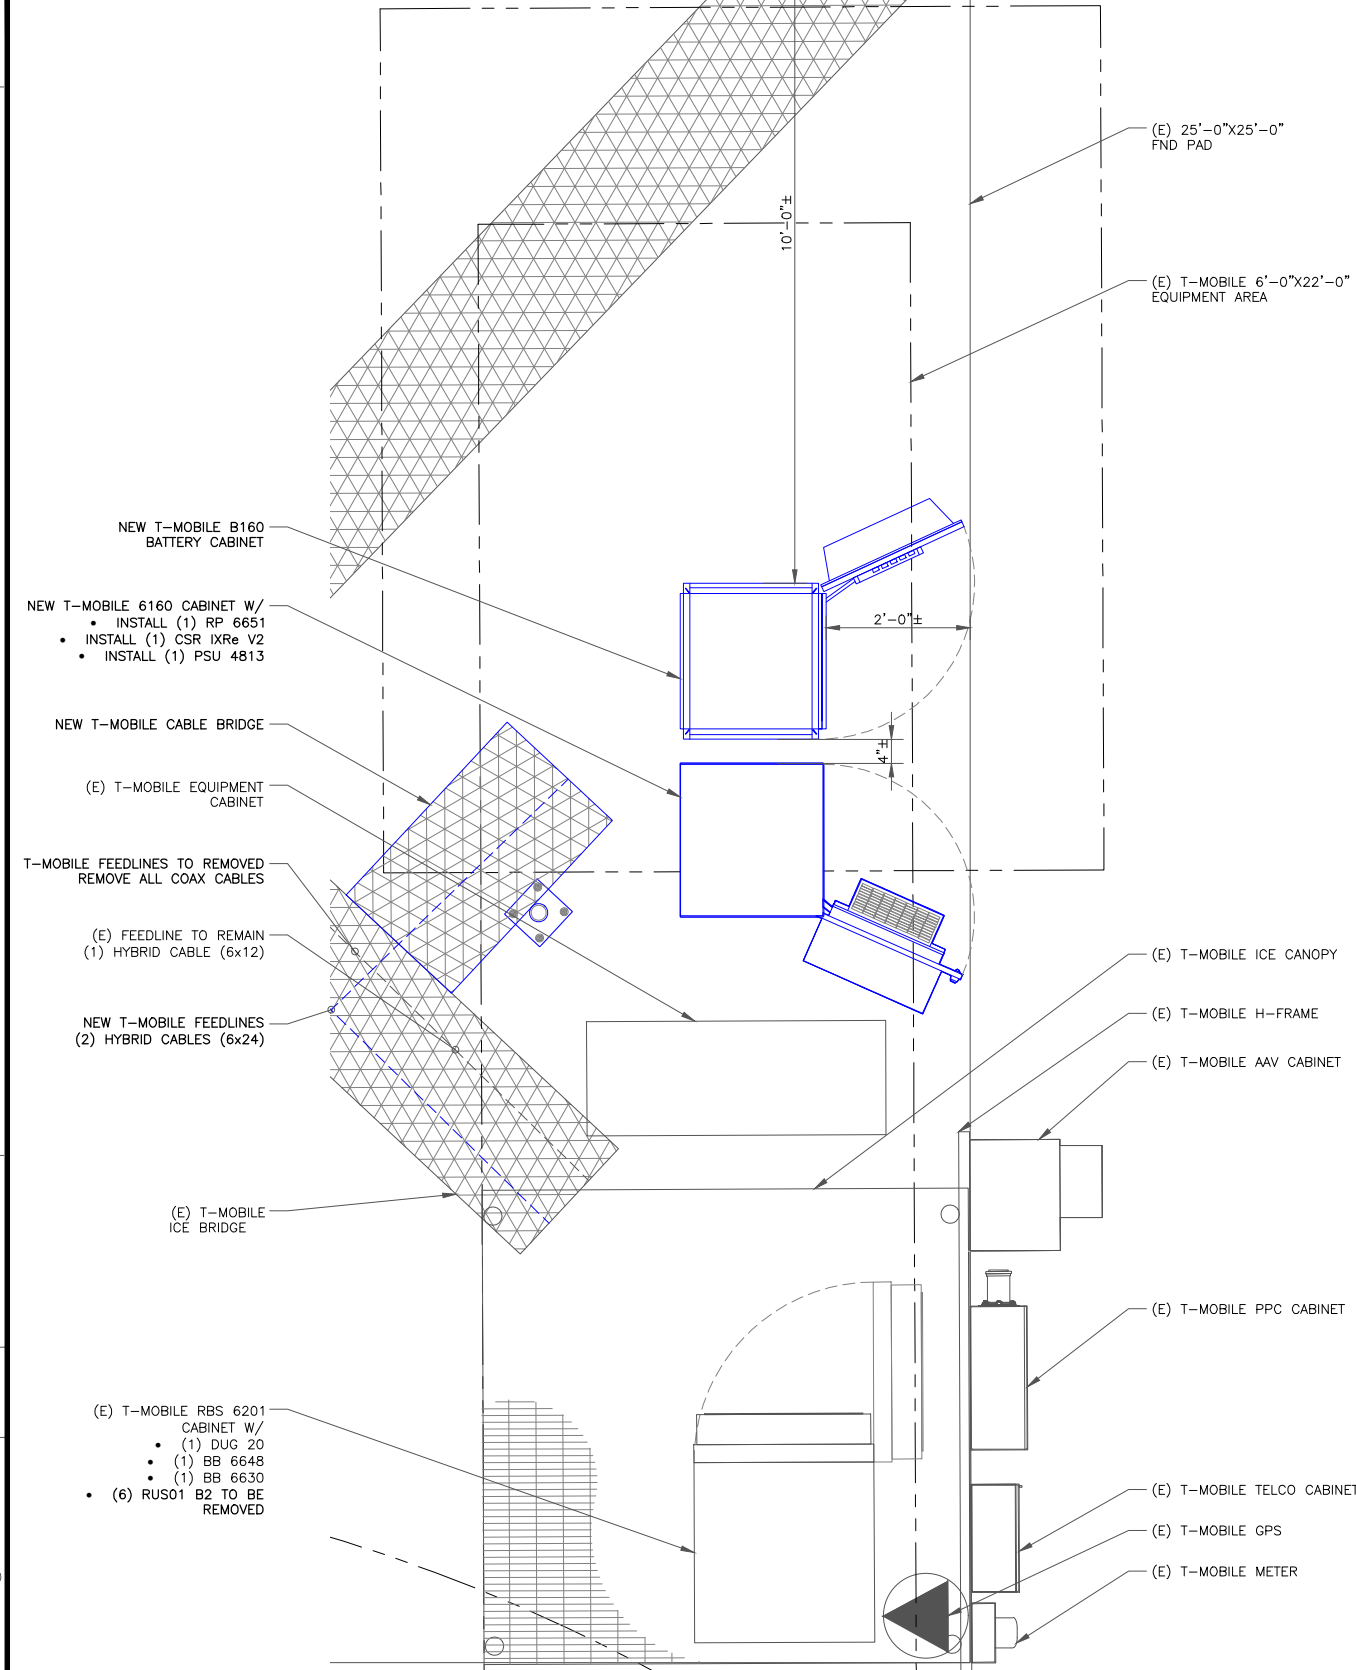 (E) 25'-0"X25'-0"
FND PAD
10'-0"±
(E) T-MOBILE 6'-0"X22'-0"
EQUIPMENT AREA
NEW T-MOBILE B160
BATTERY CABINET
NEW T-MOBILE 6160 CABINET W/
• INSTALL (1) RP 6651
• INSTALL (1) CSR IXRe V2
• INSTALL (1) PSU 4813
2'-0"±
NEW T-MOBILE CABLE BRIDGE
4"±
(E) T-MOBILE EQUIPMENT
CABINET
T-MOBILE FEEDLINES TO REMOVED
REMOVE ALL COAX CABLES
(E) FEEDLINE TO REMAIN
(1) HYBRID CABLE (6x12)
NEW T-MOBILE FEEDLINES
(2) HYBRID CABLES (6x24)
(E) T-MOBILE ICE CANOPY
(E) T-MOBILE H-FRAME
(E) T-MOBILE AAV CABINET
(E) T-MOBILE
ICE BRIDGE
(E) T-MOBILE PPC CABINET
(E) T-MOBILE RBS 6201
CABINET W/
• (1) DUG 20
• (1) BB 6648
• (1) BB 6630
• (6) RUS01 B2 TO BE
REMOVED
(E) T-MOBILE TELCO CABINET
(E) T-MOBILE GPS
(E) T-MOBILE METER